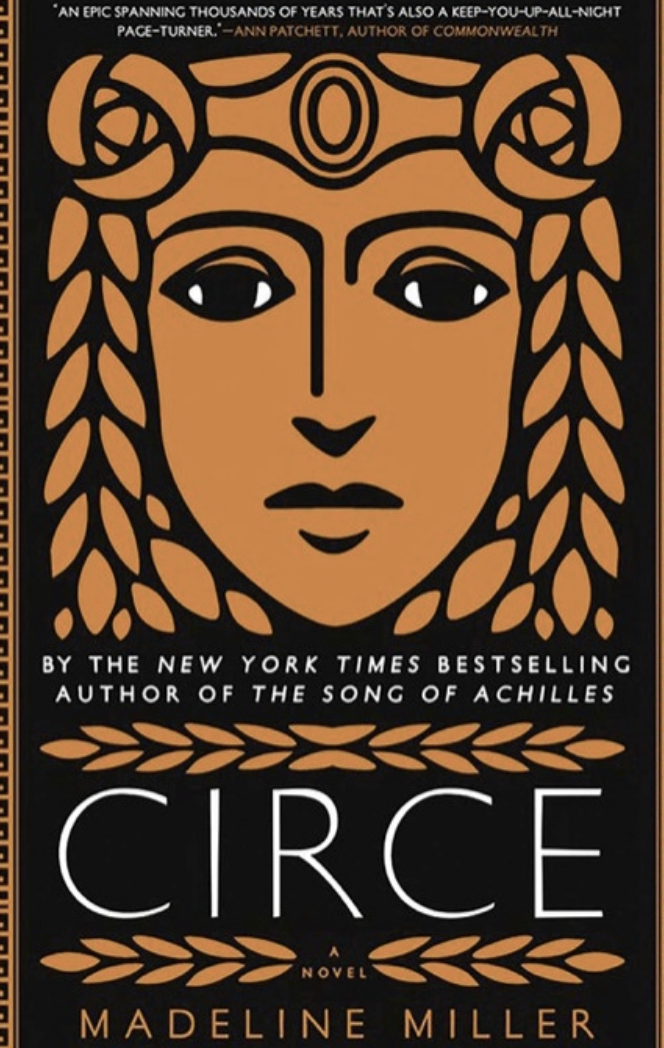 "AN EPIC SPANNING THOUSANDS OF YEARS THAT'S ALSO A KEEP-YOU-UP-ALL-NIGHT
PAGE-TURNER."—ANN PATCHETT, AUTHOR OF COMMONWEALTH
BY THE NEW YORK TIMES BESTSELLING
AUTHOR OF THE SONG OF ACHILLES
CIRCE
A
NOVEL
MADELINE MILLER